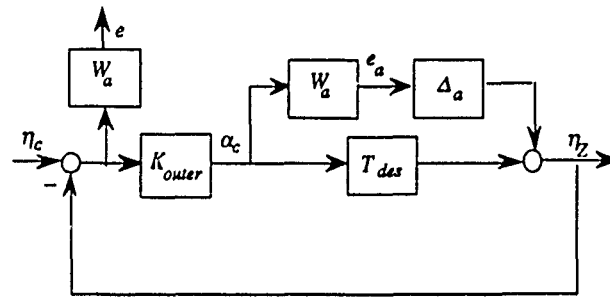 e
W_a
η_c
−
K_outer
α_c
W_a
e_a
Δ_a
T_des
η_Z